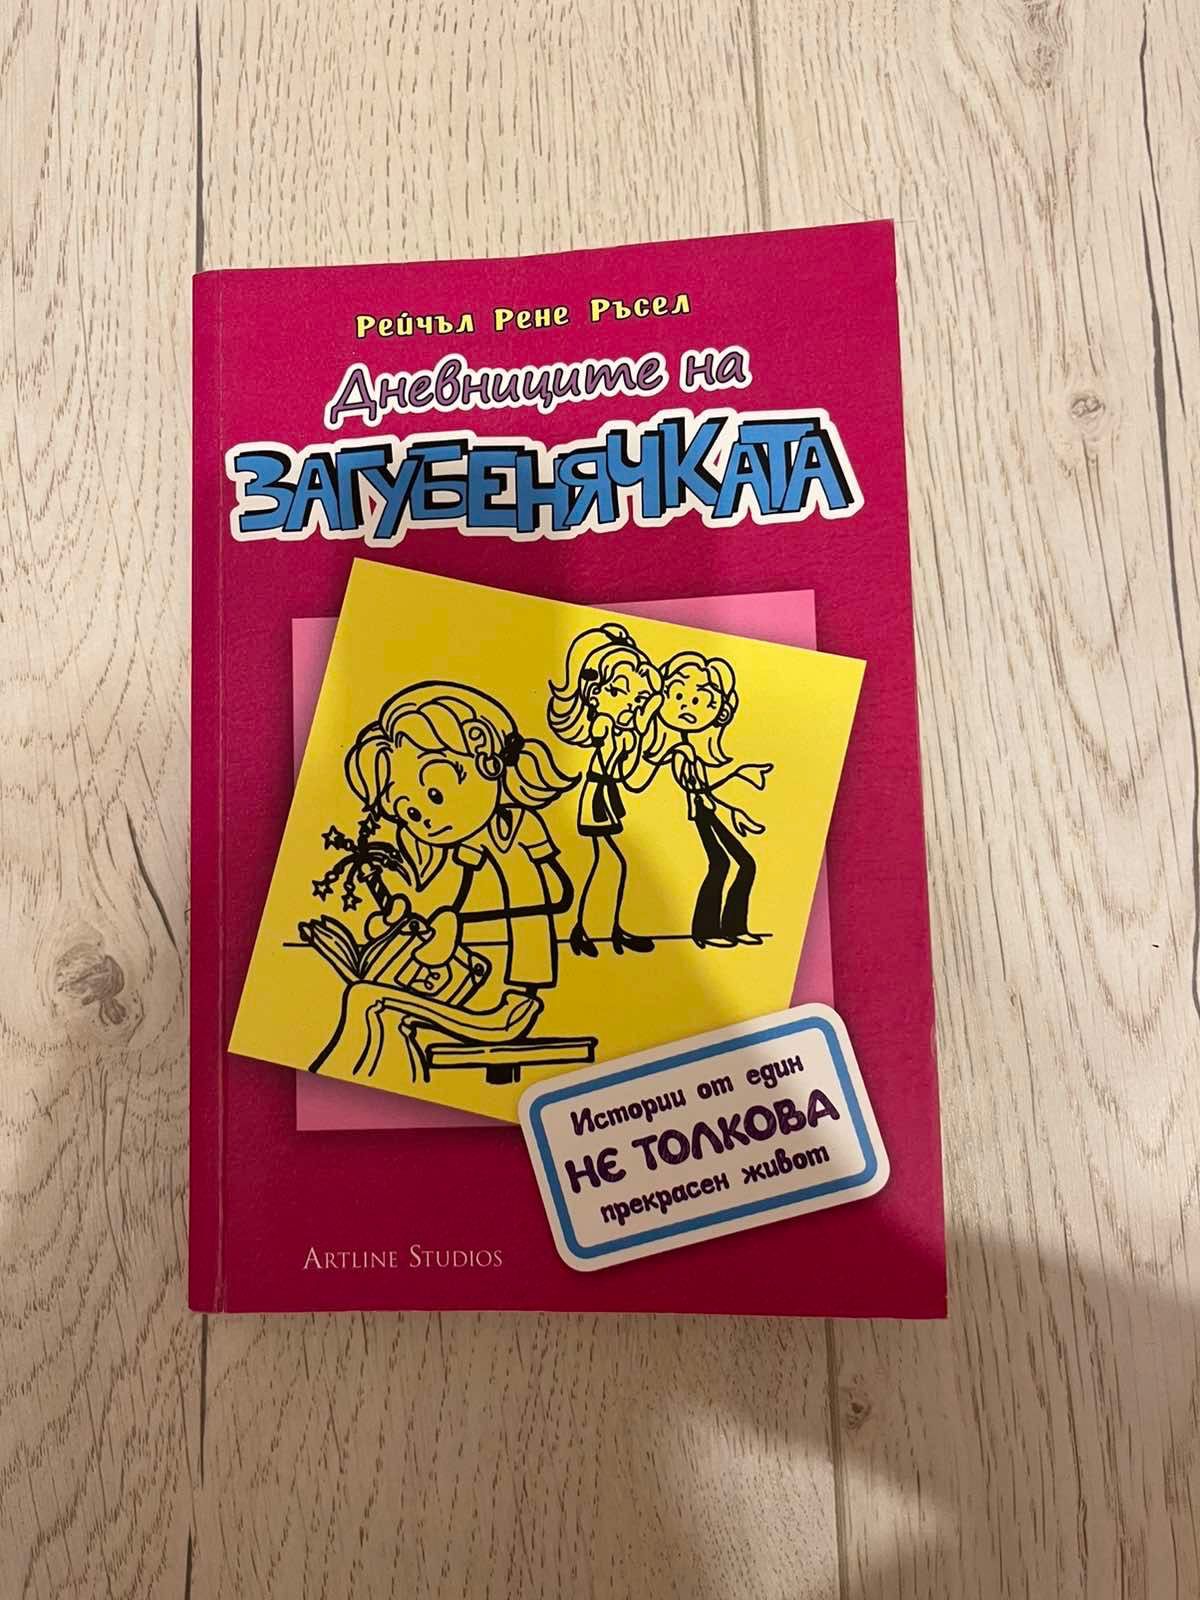 Рейчъл Рене Ръсел
Дневниците на
ЗАГУБЕНЯЧКАТА
Истории от един
НЕ ТОЛКОВА
прекрасен живот
ARTLINE STUDIOS